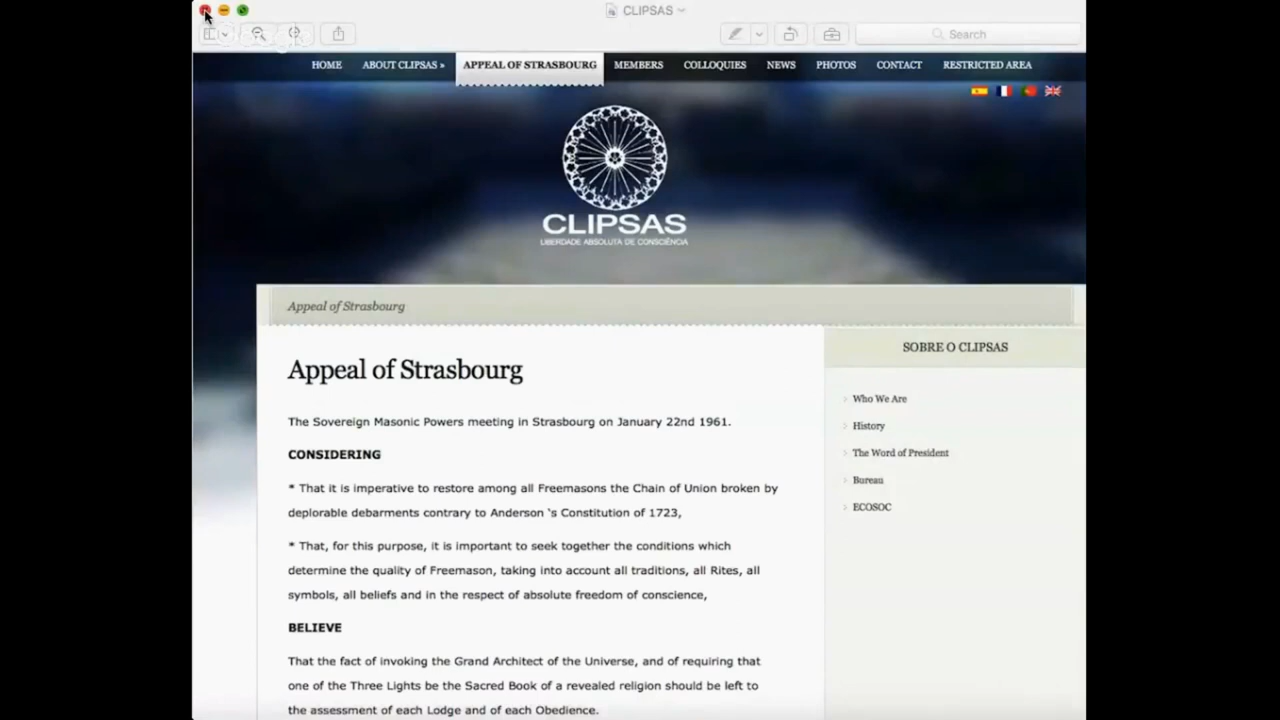 CLIPSAS
Search
HOME ABOUT CLIPSAS » APPEAL OF STRASBOURG MEMBERS COLLOQUIES NEWS PHOTOS CONTACT RESTRICTED AREA
CLIPSAS
LIBERDADE ABSOLUTA DE CONSCIÊNCIA
Appeal of Strasbourg
SOBRE O CLIPSAS
Appeal of Strasbourg
Who We Are
The Sovereign Masonic Powers meeting in Strasbourg on January 22nd 1961.
History
CONSIDERING
The Word of President
* That it is imperative to restore among all Freemasons the Chain of Union broken by
Bureau
deplorable debarments contrary to Anderson 's Constitution of 1723,
ECOSOC
* That, for this purpose, it is important to seek together the conditions which
determine the quality of Freemason, taking into account all traditions, all Rites, all
symbols, all beliefs and in the respect of absolute freedom of conscience,
BELIEVE
That the fact of invoking the Grand Architect of the Universe, and of requiring that
one of the Three Lights be the Sacred Book of a revealed religion should be left to
the assessment of each Lodge and of each Obedience.